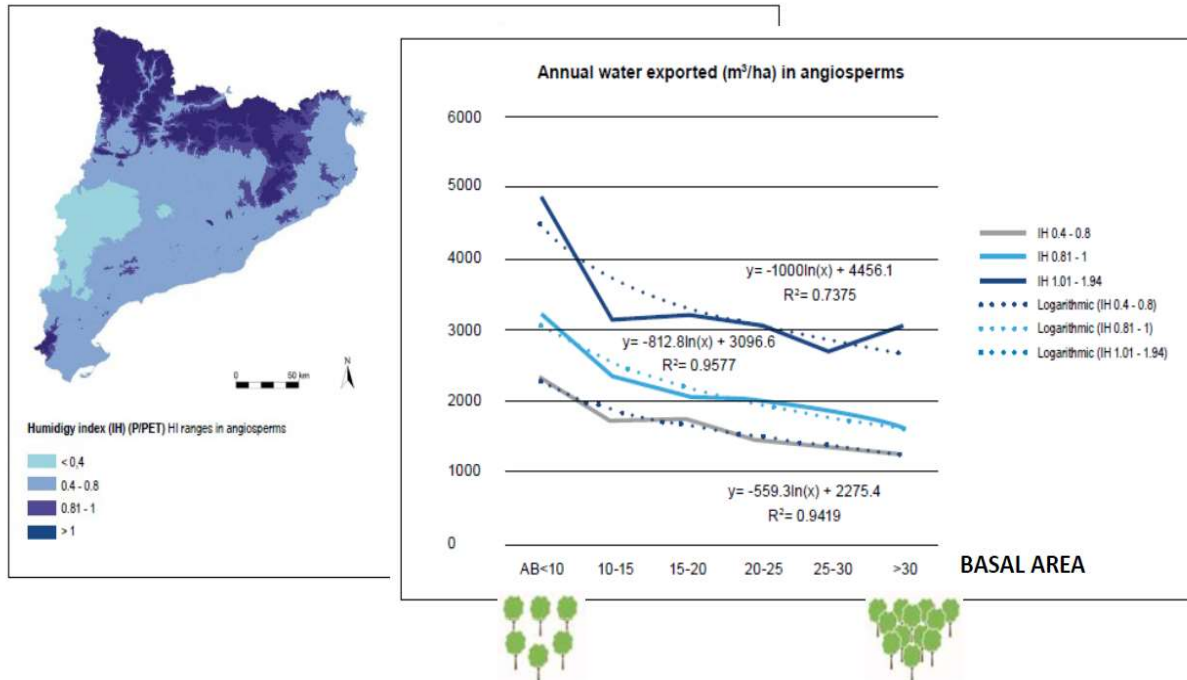 0 50 km
N
Humidigy index (IH) (P/PET) HI ranges in angiosperms
< 0,4
0.4 - 0.8
0.81 - 1
> 1
Annual water exported (m³/ha) in angiosperms
6000
5000
4000
3000
2000
1000
0
y= -1000ln(x) + 4456.1
R²= 0.7375
y= -812.8ln(x) + 3096.6
R²= 0.9577
y= -559.3ln(x) + 2275.4
R²= 0.9419
AB<10 10-15 15-20 20-25 25-30 >30
BASAL AREA
IH 0.4 - 0.8
IH 0.81 - 1
IH 1.01 - 1.94
Logarithmic (IH 0.4 - 0.8)
Logarithmic (IH 0.81 - 1)
Logarithmic (IH 1.01 - 1.94)